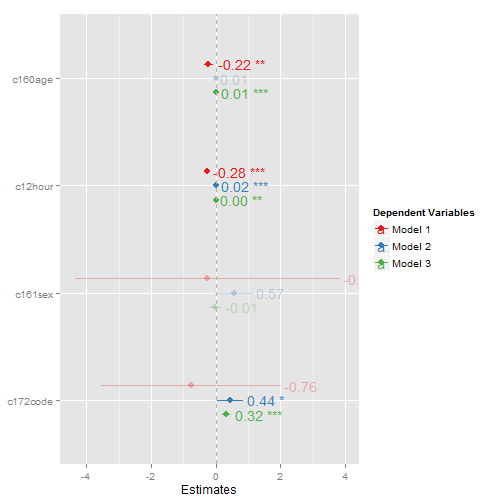 c160age
-0.22 **
0.01
0.01 ***
c12hour
-0.28 ***
0.02 ***
0.00 **
c161sex
-0.
0.57
-0.01
c172code
-0.76
0.44 *
0.32 ***
-4 -2 0 2 4
Estimates
Dependent Variables
a Model 1
a Model 2
a Model 3